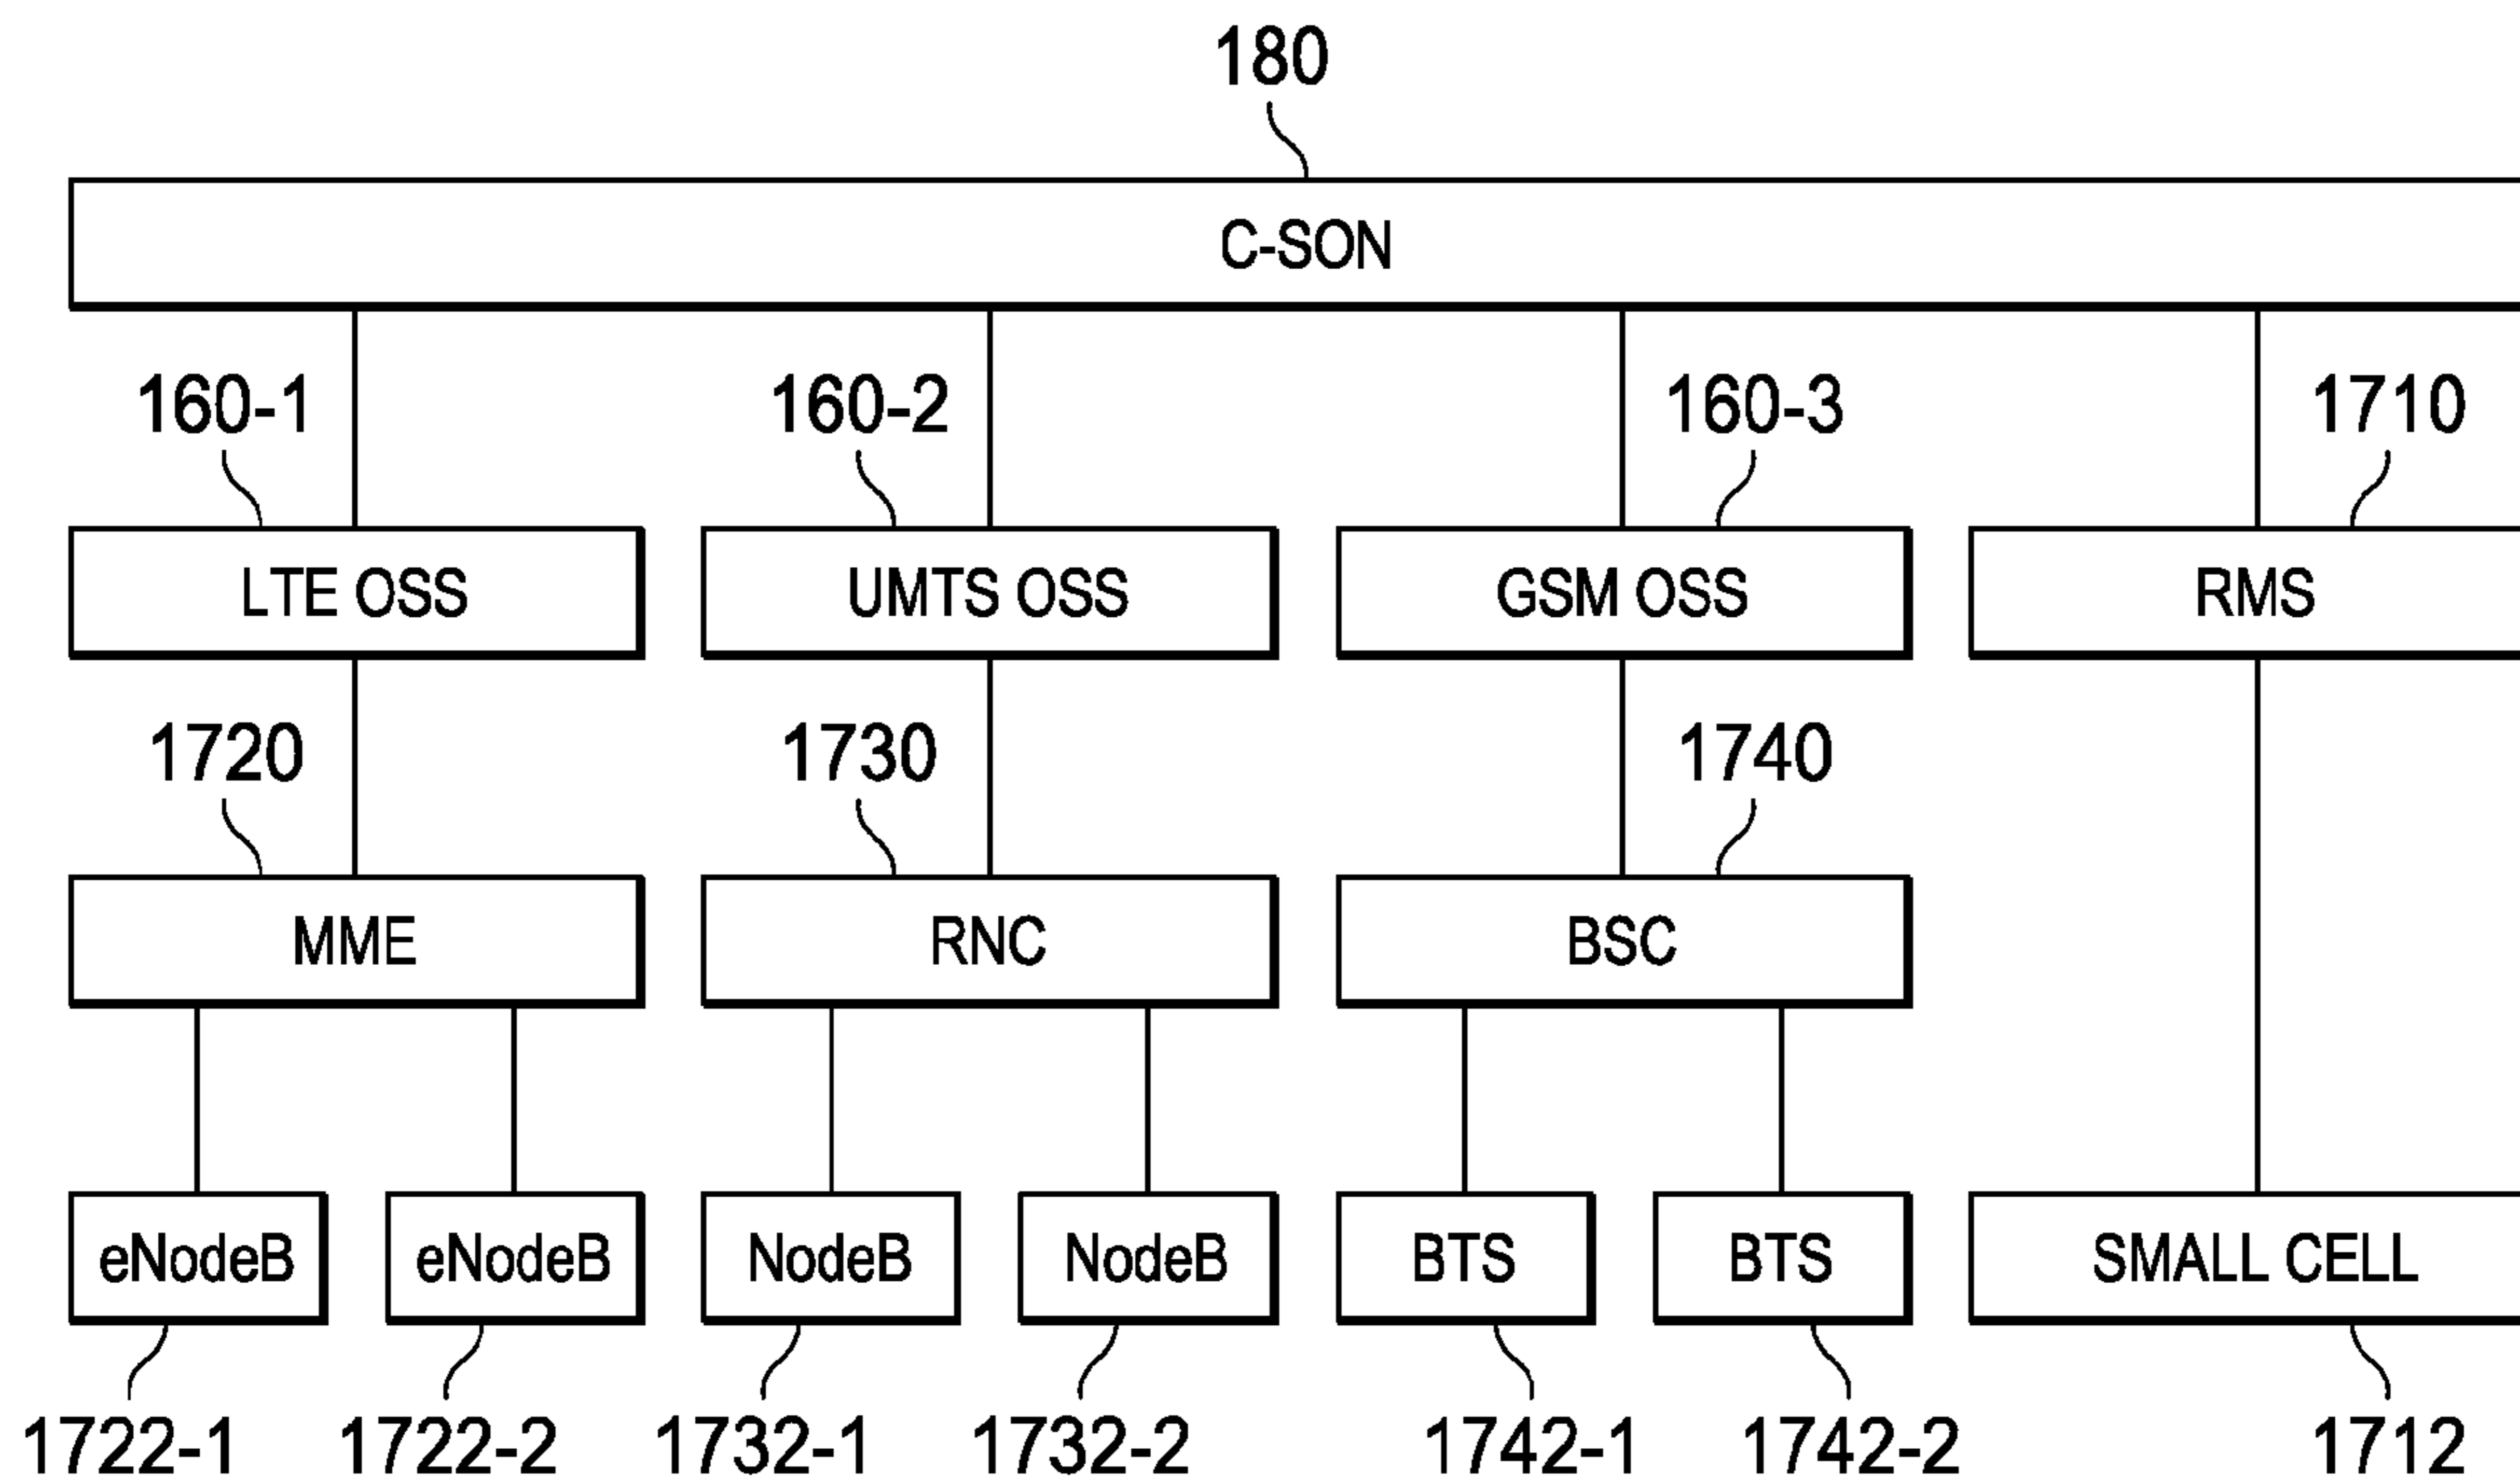 180
C-SON
160-1 160-2 160-3 1710
LTE OSS UMTS OSS GSM OSS RMS
1720 1730 1740
MME RNC BSC
eNodeB eNodeB NodeB NodeB BTS BTS SMALL CELL
1722-1 1722-2 1732-1 1732-2 1742-1 1742-2 1712